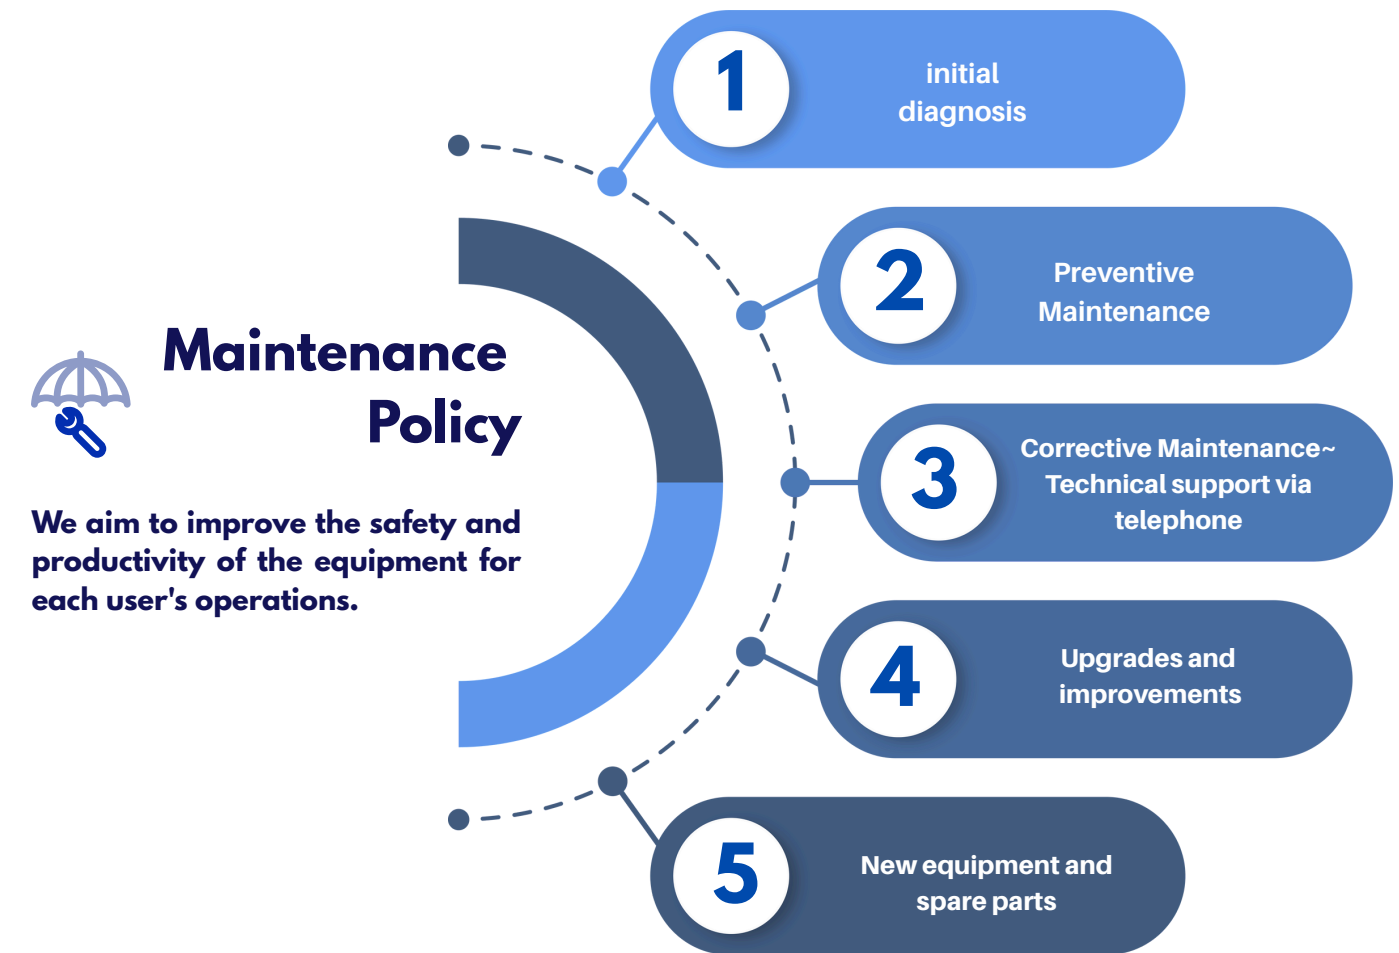 Maintenance
Policy
We aim to improve the safety and
productivity of the equipment for
each user's operations.
1
initial
diagnosis
2
Preventive
Maintenance
3
Corrective Maintenance~
Technical support via
telephone
4
Upgrades and
improvements
5
New equipment and
spare parts